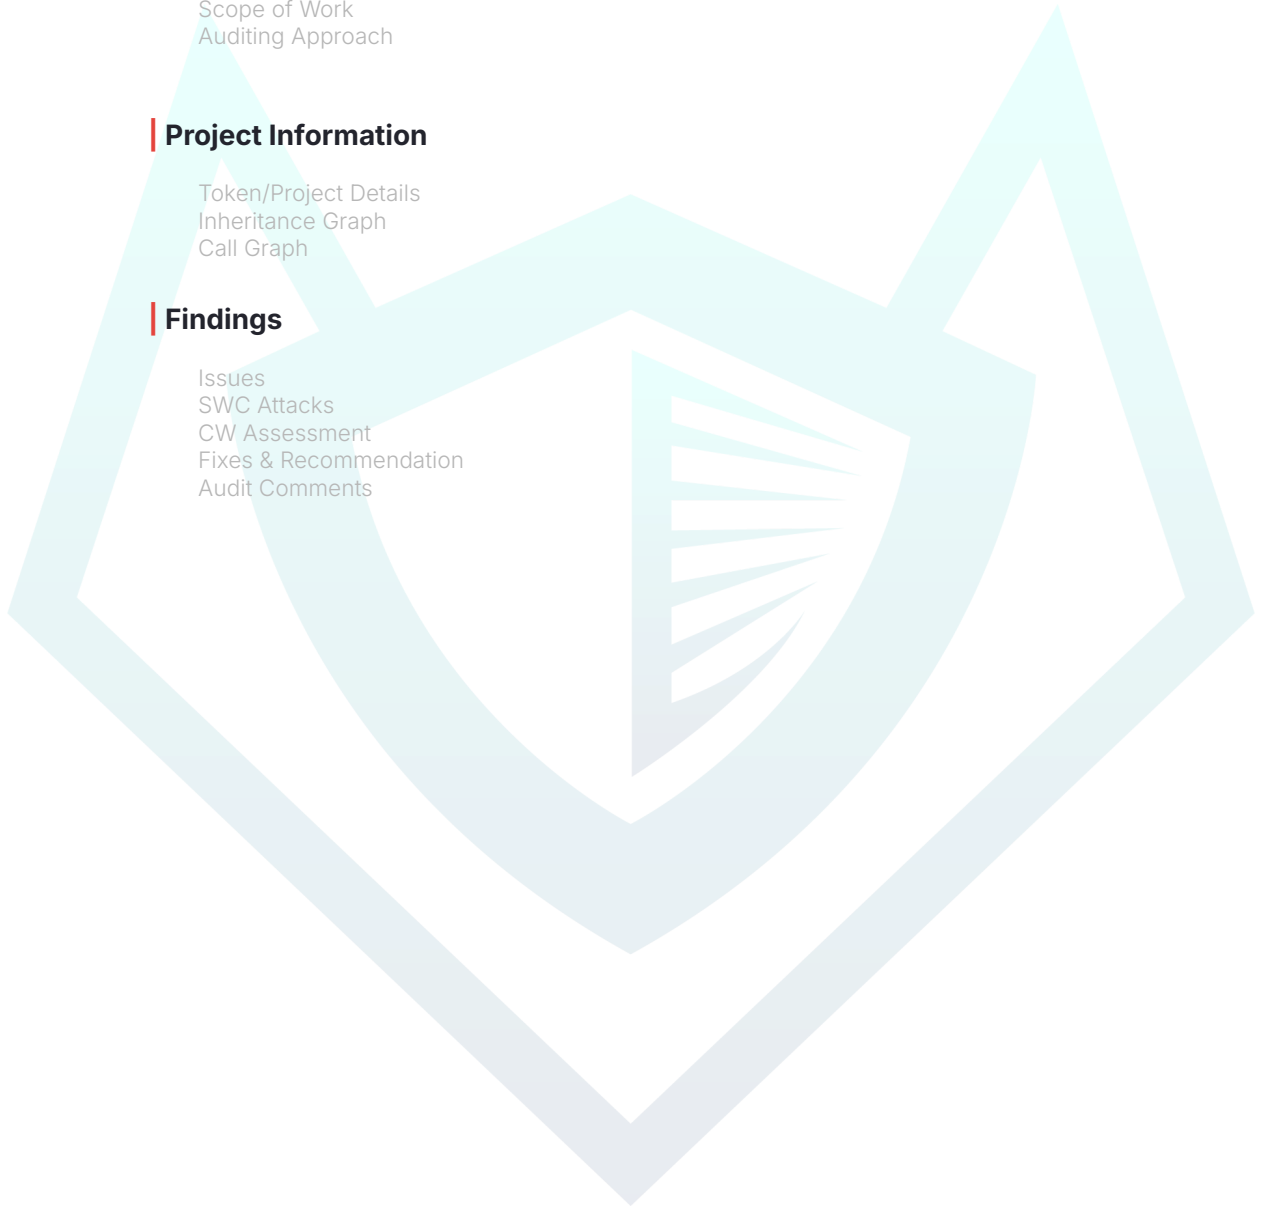 Scope of Work
Auditing Approach
Project Information
Token/Project Details
Inheritance Graph
Call Graph
Findings
Issues
SWC Attacks
CW Assessment
Fixes & Recommendation
Audit Comments